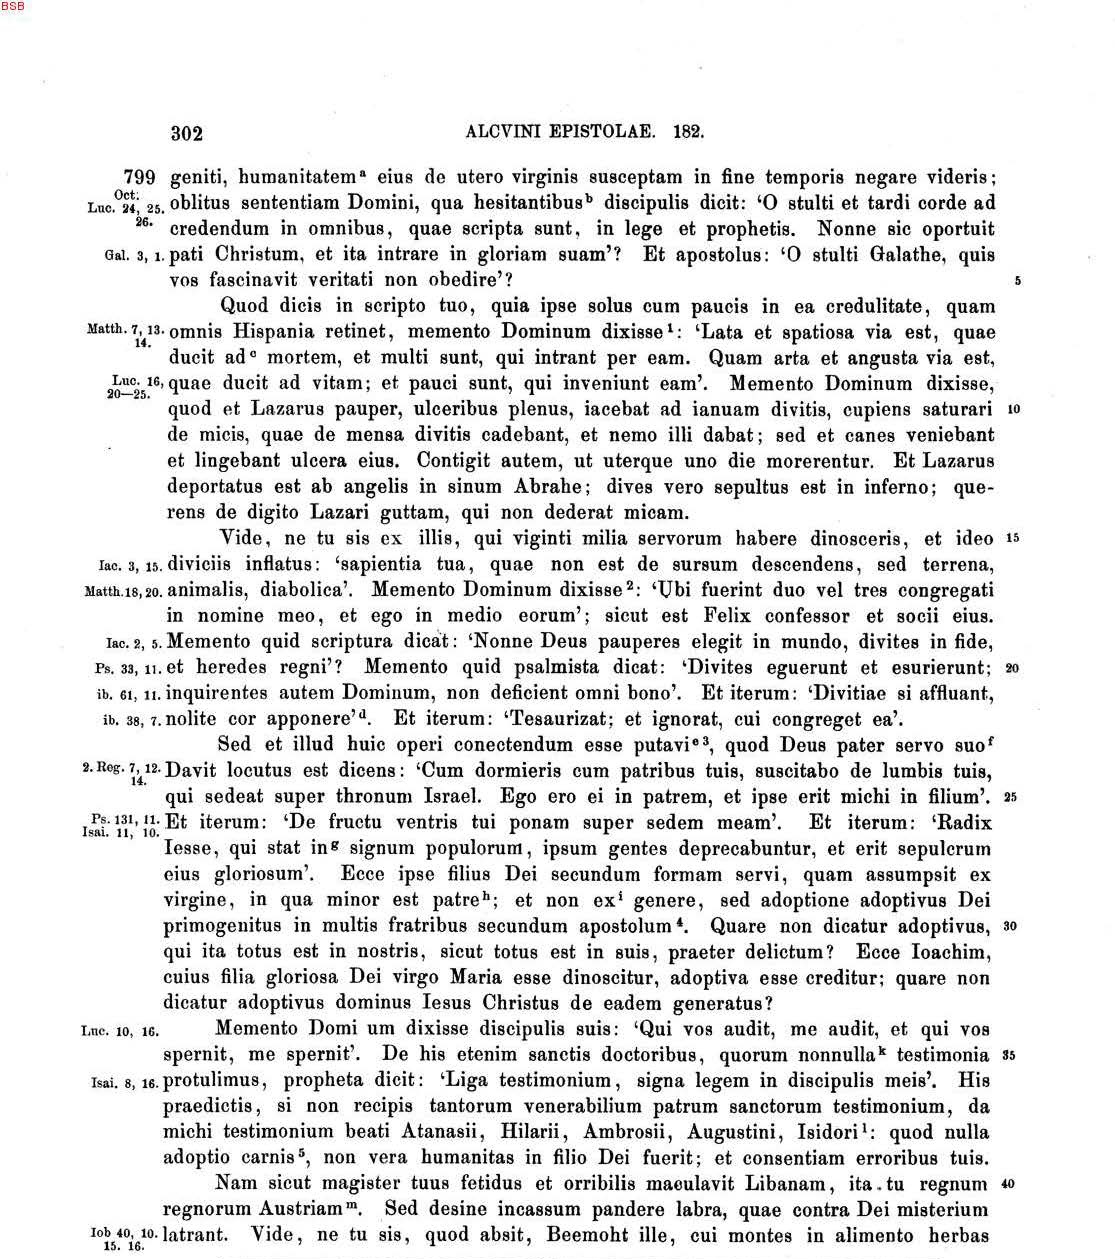 BSB
302 ALCVINI EPISTOLAE. 182.
799 geniti, humanitatem a eius de utero virginis susceptam in fine temporis negare videris;
Oct.
Luc. 24, 25. oblitus sententiam Domini, qua hesitantibus b discipulis dicit: ‘O stulti et tardi corde ad
26. credendum in omnibus, quae scripta sunt, in lege et prophetis. Nonne sic oportuit
Gal. 3, 1. pati Christum, et ita intrare in gloriam suam’? Et apostolus: ‘O stulti Galathe, quis
vos fascinavit veritati non obedire’? 5
Quod dicis in scripto tuo, quia ipse solus cum paucis in ea credulitate, quam
Matth. 7, 13. omnis Hispania retinet, memento Dominum dixisse 1: ‘Lata et spatiosa via est, quae
14. ducit ad c mortem, et multi sunt, qui intrant per eam. Quam arta et angusta via est,
Luc. 16, quae ducit ad vitam; et pauci sunt, qui inveniunt eam’. Memento Dominum dixisse,
20—25.
quod et Lazarus pauper, ulceribus plenus, iacebat ad ianuam divitis, cupiens saturari 10
de micis, quae de mensa divitis cadebant, et nemo illi dabat; sed et canes veniebant
et lingebant ulcera eius. Contigit autem, ut uterque uno die morerentur. Et Lazarus
deportatus est ab angelis in sinum Abrahe; dives vero sepultus est in inferno; que-
rens de digito Lazari guttam, qui non dederat micam.
Vide, ne tu sis ex illis, qui viginti milia servorum habere dinosceris, et ideo 15
Iac. 3, 15. diviciis inflatus: ‘sapientia tua, quae non est de sursum descendens, sed terrena,
Matth. 18, 20. animalis, diabolica’. Memento Dominum dixisse 2: ‘Ubi fuerint duo vel tres congregati
in nomine meo, et ego in medio eorum’; sicut est Felix confessor et socii eius.
Iac. 2, 5. Memento quid scriptura dicat: ‘Nonne Deus pauperes elegit in mundo, divites in fide,
Ps. 33, 11. et heredes regni’? Memento quid psalmista dicat: ‘Divites eguerunt et esurierunt; 20
ib. 61, 11. inquirentes autem Dominum, non deficient omni bono’. Et iterum: ‘Divitiae si affluant,
ib. 38, 7. nolite cor apponere’ d. Et iterum: ‘Tesaurizat; et ignorat, cui congreget ea’.
Sed et illud huic operi conectendum esse putavi e 3, quod Deus pater servo suo f
2. Reg. 7, 12. Davit locutus est dicens: ‘Cum dormieris cum patribus tuis, suscitabo de lumbis tuis,
14.
qui sedeat super thronum Israel. Ego ero ei in patrem, et ipse erit michi in filium’. 25
Ps. 131, 11. Et iterum: ‘De fructu ventris tui ponam super sedem meam’. Et iterum: ‘Radix
Isai. 11, 10.
Iesse, qui stat in g signum populorum, ipsum gentes deprecabuntur, et erit sepulcrum
eius gloriosum’. Ecce ipse filius Dei secundum formam servi, quam assumpsit ex
virgine, in qua minor est patre h; et non ex i genere, sed adoptione adoptivus Dei
primogenitus in multis fratribus secundum apostolum 4. Quare non dicatur adoptivus, 30
qui ita totus est in nostris, sicut totus est in suis, praeter delictum? Ecce Ioachim,
cuius filia gloriosa Dei virgo Maria esse dinoscitur, adoptiva esse creditur; quare non
dicatur adoptivus dominus Iesus Christus de eadem generatus?
Luc. 10, 16. Memento Domi um dixisse discipulis suis: ‘Qui vos audit, me audit, et qui vos
spernit, me spernit’. De his etenim sanctis doctoribus, quorum nonnulla k testimonia 35
Isai. 8, 16. protulimus, propheta dicit: ‘Liga testimonium, signa legem in discipulis meis’. His
praedictis, si non recipis tantorum venerabilium patrum sanctorum testimonium, da
michi testimonium beati Atanasii, Hilarii, Ambrosii, Augustini, Isidori l: quod nulla
adoptio carnis 5, non vera humanitas in filio Dei fuerit; et consentiam erroribus tuis.
Nam sicut magister tuus fetidus et orribilis maculavit Libanam, ita tu regnum 40
regnorum Austriam m. Sed desine incassum pandere labra, quae contra Dei misterium
Iob 40, 10. latrant. Vide, ne tu sis, quod absit, Beemoht ille, cui montes in alimento herbas
15. 16.